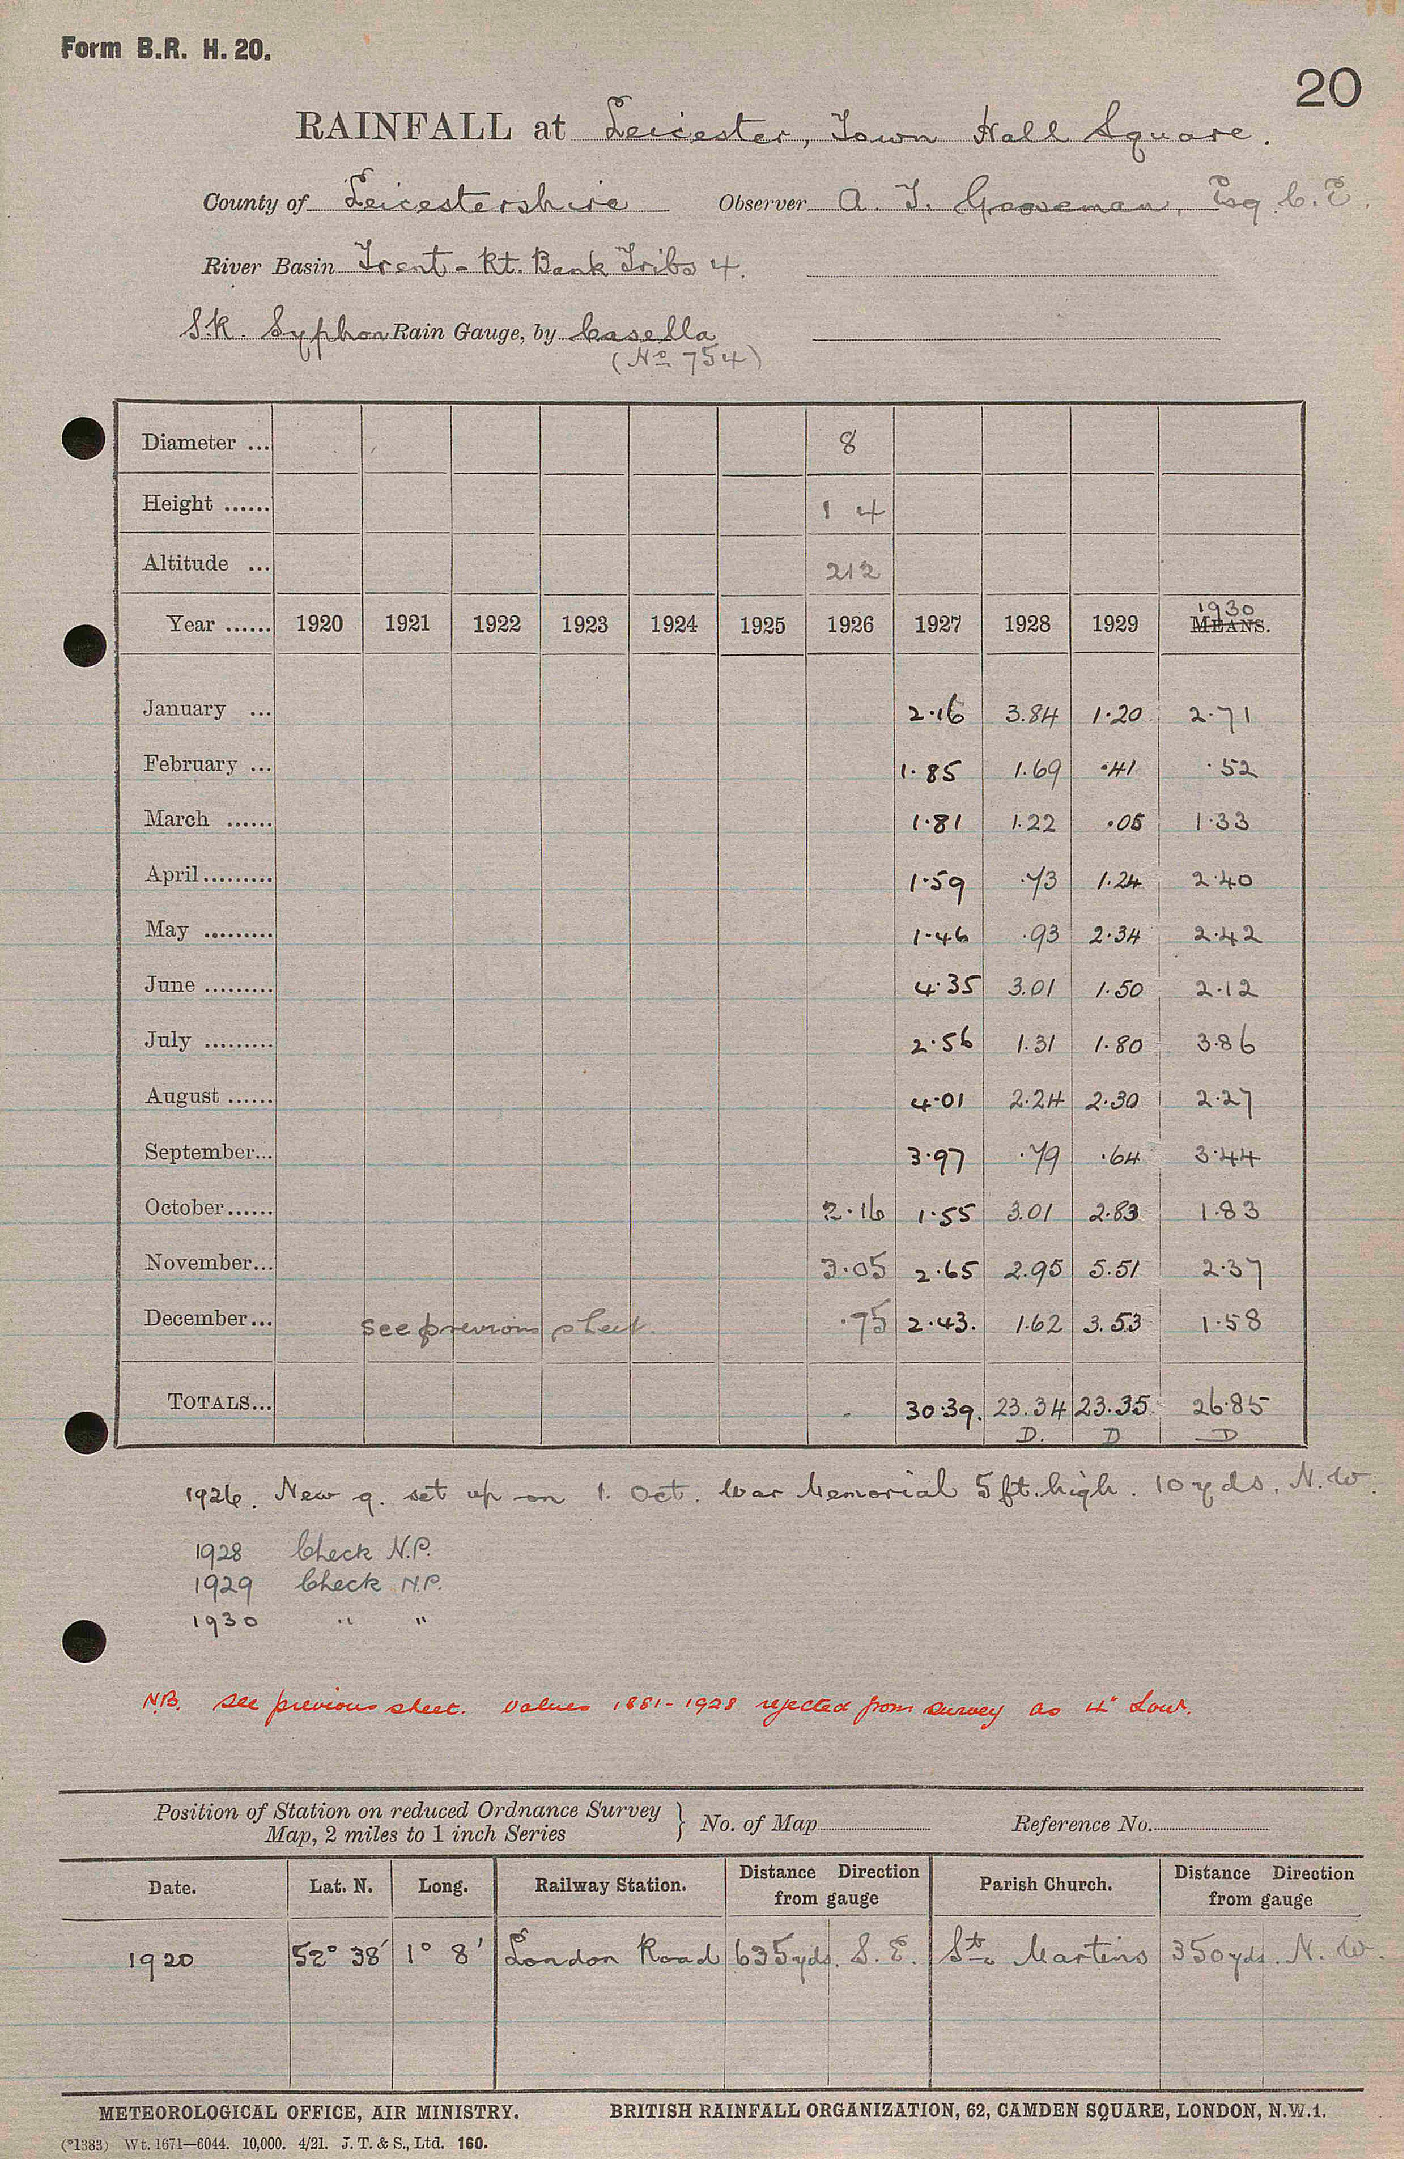 Form B.R. H. 20.
20
RAINFALL at Leicester, Town Hall Square.
County of Leicestershire Observer A. T. Gooseman, Esq. C.E.
River Basin Trent - Rt. Bank Tribs 4.
S.R. Syphon Rain Gauge, by Casella
(No 754)
Diameter ... 8
Height ...... 1 4
Altitude ... 212
Year ...... 1920 1921 1922 1923 1924 1925 1926 1927 1928 1929 1930 MEANS.
January ... 2.16 3.84 1.20 2.71
February ... 1.85 1.69 .41 .52
March ...... 1.81 1.22 .05 1.33
April ......... 1.59 .73 1.24 2.40
May ......... 1.46 .93 2.34 2.42
June ......... 4.35 3.01 1.50 2.12
July ......... 2.56 1.31 1.80 3.86
August ...... 4.01 2.24 2.30 2.27
September... 3.97 .79 .64 3.44
October...... 2.16 1.55 3.01 2.83 1.83
November... 3.05 2.65 2.95 5.51 2.37
December... see previous sheet. .75 2.43. 1.62 3.53 1.58
TOTALS... - 30.39. 23.34 23.35 26.85
D. D D
1926. New g. set up on 1. Oct. War Memorial 5 ft. high. 10 yds. N.W.
1928 Check N.P.
1929 Check N.P.
1930 " "
N.B. see previous sheet. Values 1881-1928 rejected from survey as 4" Low.
Position of Station on reduced Ordnance Survey
Map, 2 miles to 1 inch Series } No. of Map Reference No.
Date. Lat. N. Long. Railway Station. Distance Direction from gauge Parish Church. Distance Direction from gauge
1920 52° 38' 1° 8' London Road 635 yds. S.E. St. Martins 350 yds. N.W.
METEOROLOGICAL OFFICE, AIR MINISTRY. BRITISH RAINFALL ORGANIZATION, 62, CAMDEN SQUARE, LONDON, N.W.1.
(*1383) Wt. 1671—6044. 10,000. 4/21. J. T. & S., Ltd. 160.